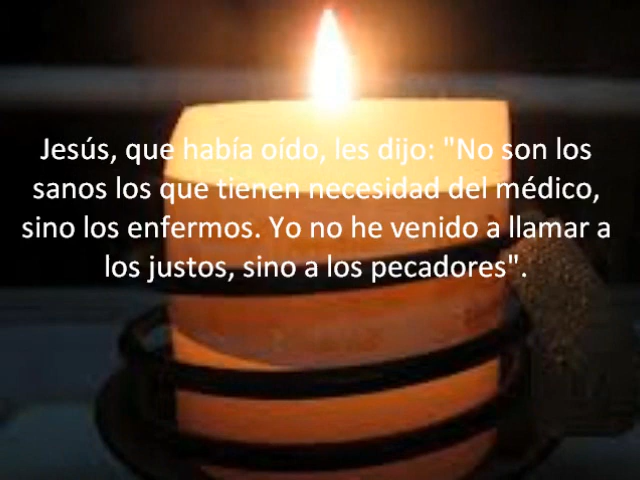 Jesús, que había oído, les dijo: "No son los
sanos los que tienen necesidad del médico,
sino los enfermos. Yo no he venido a llamar a
los justos, sino a los pecadores".